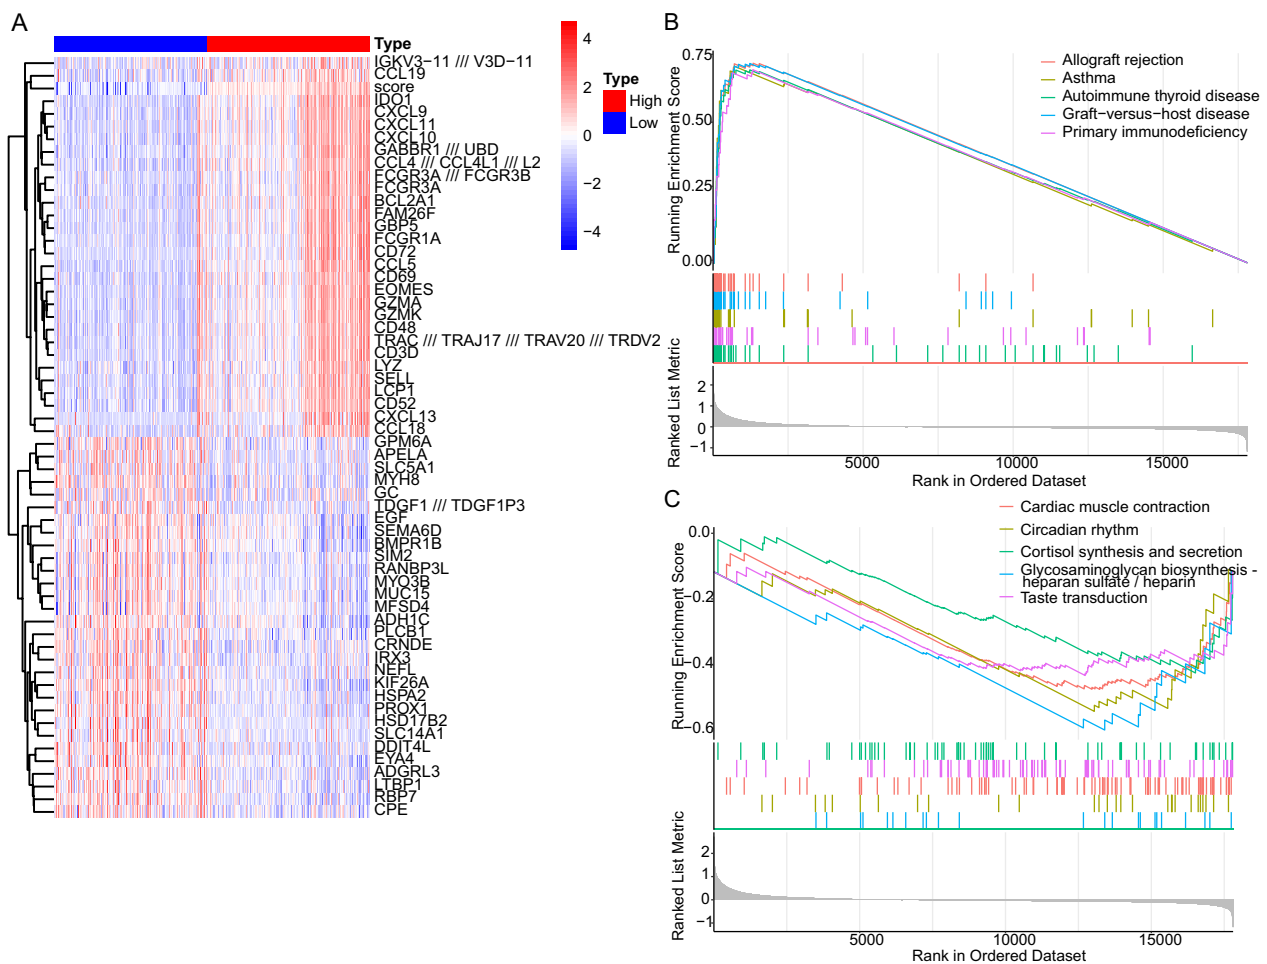 A
Type
IGKV3−11 /// V3D−11
CCL19
score
IDO1
CXCL9
CXCL11
CXCL10
GABBR1 /// UBD
CCL4 /// CCL4L1 /// L2
FCGR3A /// FCGR3B
FCGR3A
BCL2A1
FAM26F
GBP5
FCGR1A
CD72
CCL5
CD69
EOMES
GZMA
GZMK
CD48
TRAC /// TRAJ17 /// TRAV20 /// TRDV2
CD3D
LYZ
SELL
LCP1
CD52
CXCL13
CCL18
GPM6A
APELA
SLC5A1
MYH8
GC
TDGF1 /// TDGF1P3
EGF
SEMA6D
BMPR1B
SIM2
RANBP3L
MYO3B
MUC15
MFSD4
ADH1C
PLCB1
CRNDE
IRX3
NEFL
KIF26A
HSPA2
PROX1
HSD17B2
SLC14A1
DDIT4L
EYA4
ADGRL3
LTBP1
RBP7
CPE
4
2
0
−2
−4
Type
High
Low
B
Running Enrichment Score
0.75
0.50
0.25
0.00
Allograft rejection
Asthma
Autoimmune thyroid disease
Graft−versus−host disease
Primary immunodeficiency
Ranked List Metric
2
1
0
−1
5000
10000
15000
Rank in Ordered Dataset
C
Running Enrichment Score
0.0
−0.2
−0.4
−0.6
Cardiac muscle contraction
Circadian rhythm
Cortisol synthesis and secretion
Glycosaminoglycan biosynthesis -
heparan sulfate / heparin
Taste transduction
Ranked List Metric
2
1
0
−1
5000
10000
15000
Rank in Ordered Dataset